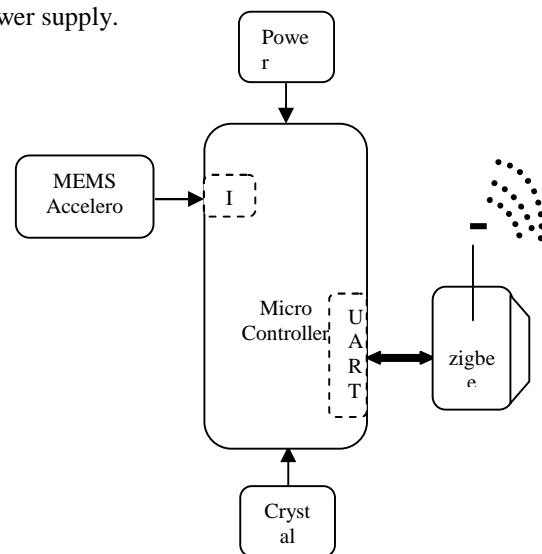 wer supply.
Powe
r
MEMS
Accelero
I
Micro
Controller
U
A
R
T
zigbe
e
Cryst
al